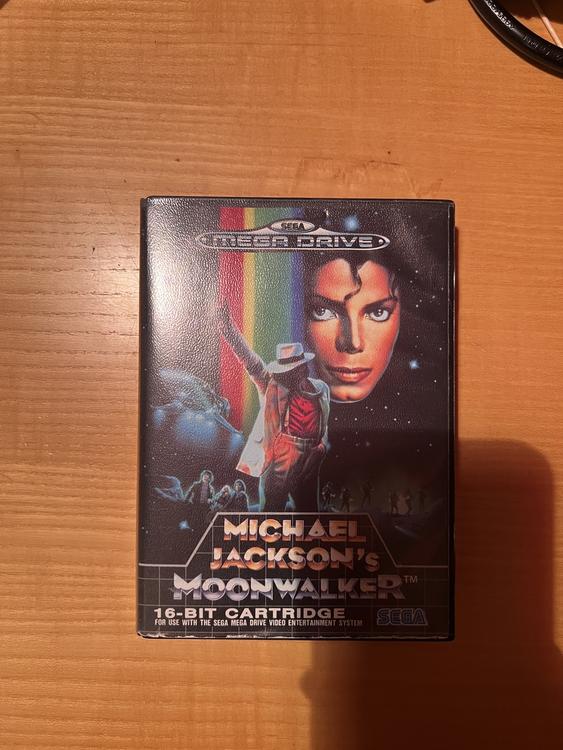 SEGA
MEGA DRIVE
MICHAEL
JACKSON'S
MOONWALKER™
16-BIT CARTRIDGE
FOR USE WITH THE SEGA MEGA DRIVE VIDEO ENTERTAINMENT SYSTEM
SEGA